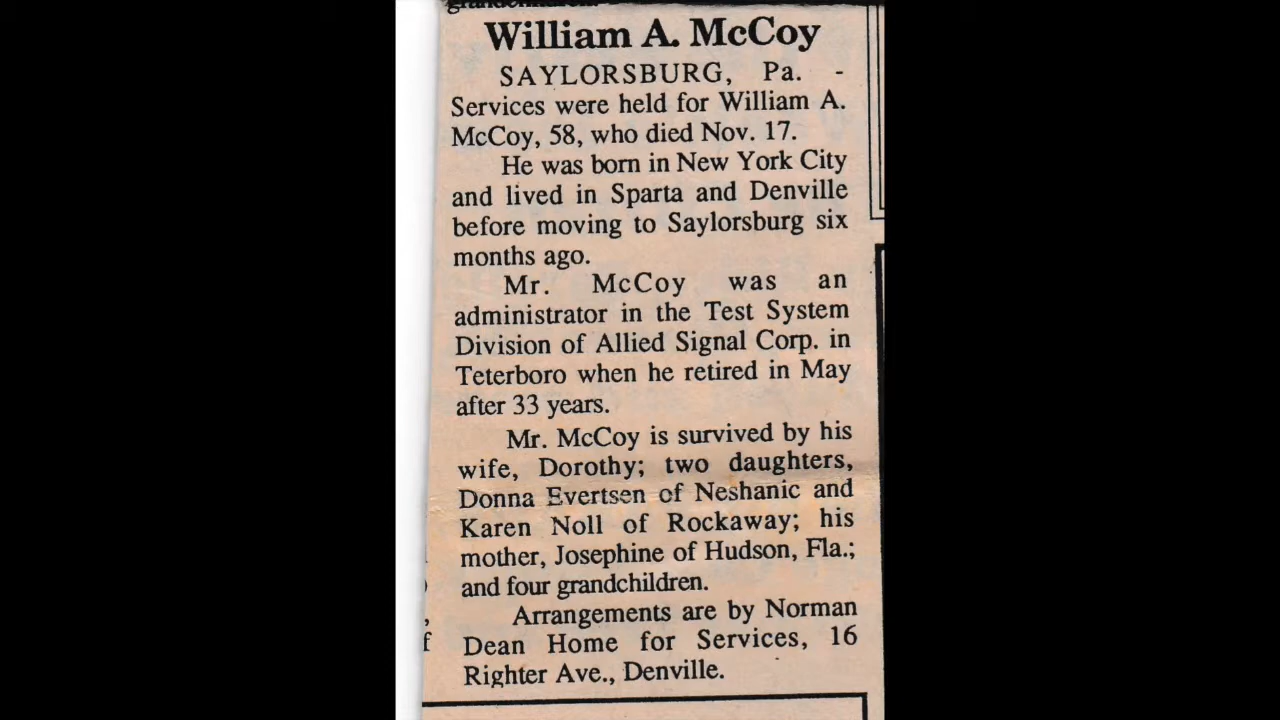 grandchildren.
William A. McCoy
SAYLORSBURG, Pa. -
Services were held for William A.
McCoy, 58, who died Nov. 17.
He was born in New York City
and lived in Sparta and Denville
before moving to Saylorsburg six
months ago.
Mr. McCoy was an
administrator in the Test System
Division of Allied Signal Corp. in
Teterboro when he retired in May
after 33 years.
Mr. McCoy is survived by his
wife, Dorothy; two daughters,
Donna Evertsen of Neshanic and
Karen Noll of Rockaway; his
mother, Josephine of Hudson, Fla.;
and four grandchildren.
Arrangements are by Norman
Dean Home for Services, 16
Righter Ave., Denville.